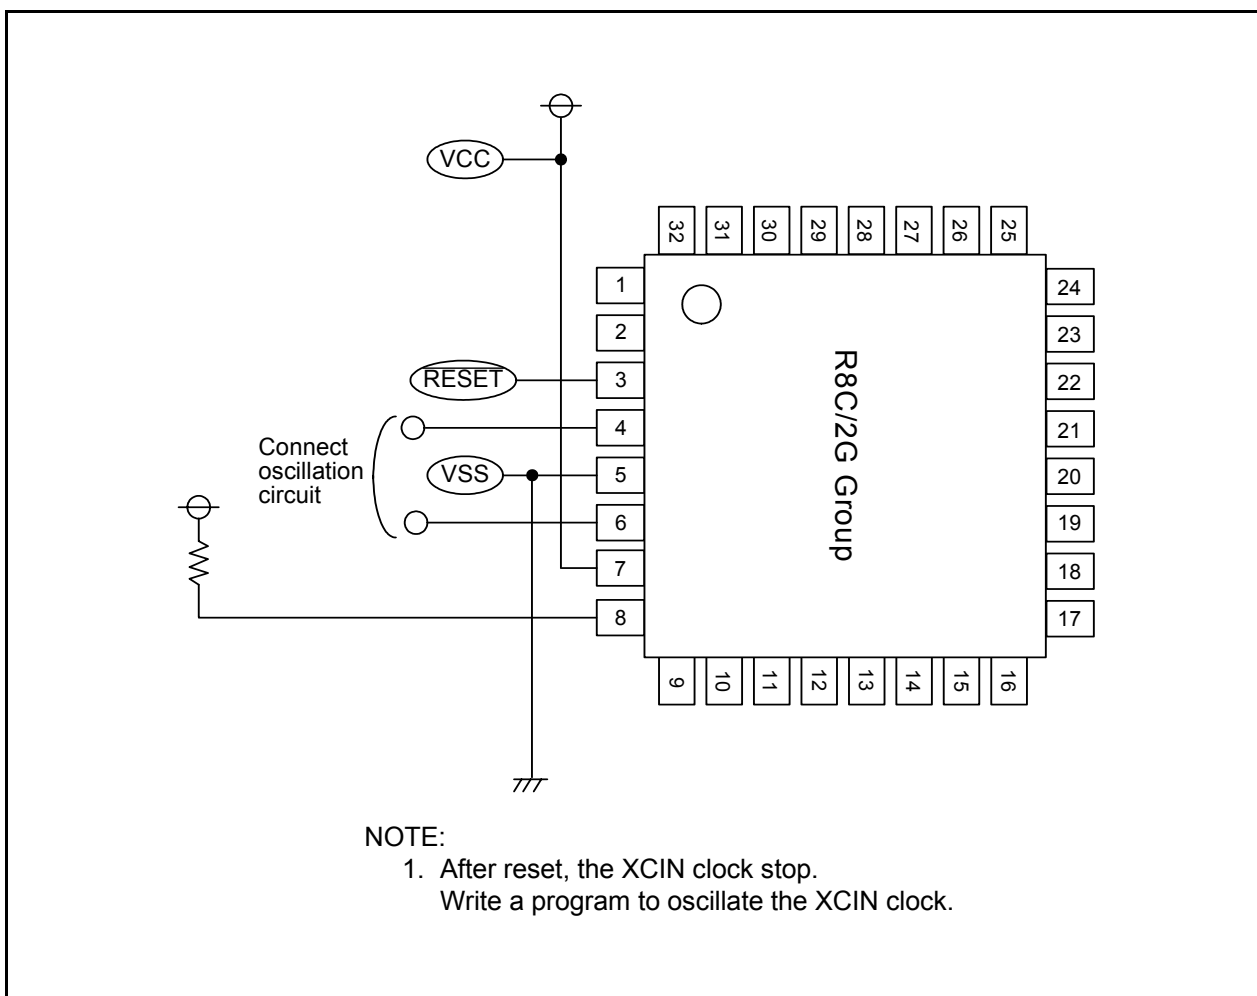 VCC
32 31 30 29 28 27 26 25
1
2
RESET
3
4
Connect
oscillation
circuit
VSS
5
6
7
8
R8C/2G Group
24
23
22
21
20
19
18
17
9 10 11 12 13 14 15 16
NOTE:
1. After reset, the XCIN clock stop.
Write a program to oscillate the XCIN clock.